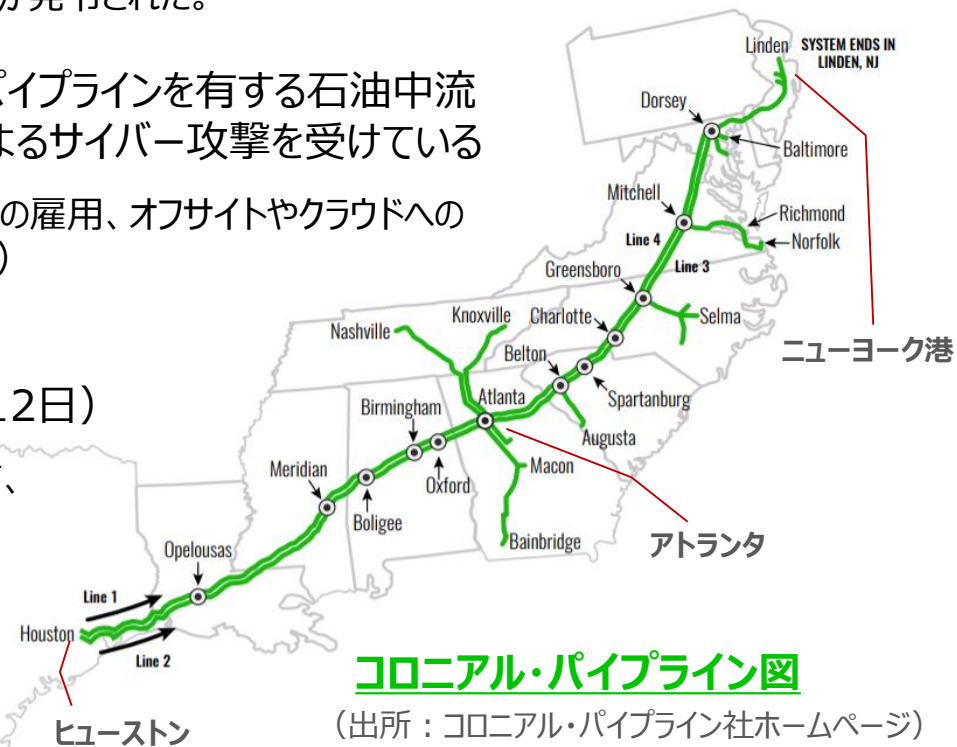 が発令された。
パイプラインを有する石油中流
よるサイバー攻撃を受けている
の雇用、オフサイトやクラウドへの
)
12日)
、
Linden
SYSTEM ENDS IN
LINDEN, NJ
Dorsey
Baltimore
Mitchell
Richmond
Norfolk
Line 4
Line 3
Greensboro
Selma
Knoxville
Charlotte
Nashville
Belton
ニューヨーク港
Spartanburg
Atlanta
Birmingham
Augusta
Macon
Meridian
Oxford
Boligee
Bainbridge
アトランタ
Opelousas
Line 1
Houston
Line 2
コロニアル・パイプライン図
ヒューストン
(出所:コロニアル・パイプライン社ホームページ)